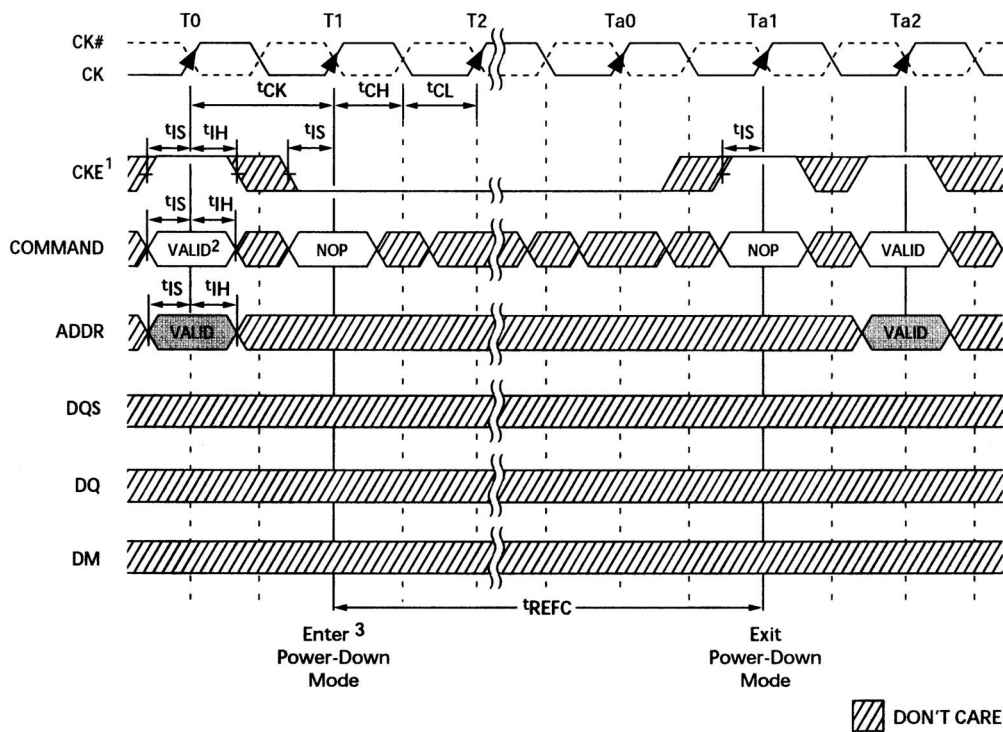 T0 T1 T2 Ta0 Ta1 Ta2
CK#
CK
tCK tCH tCL
tIS tIH tIS tIS
CKE1
tIS tIH
COMMAND VALID2 NOP NOP VALID
tIS tIH
ADDR VALID VALID
DQS
DQ
DM
tREFC
Enter 3
Power-Down
Mode
Exit
Power-Down
Mode
DON'T CARE